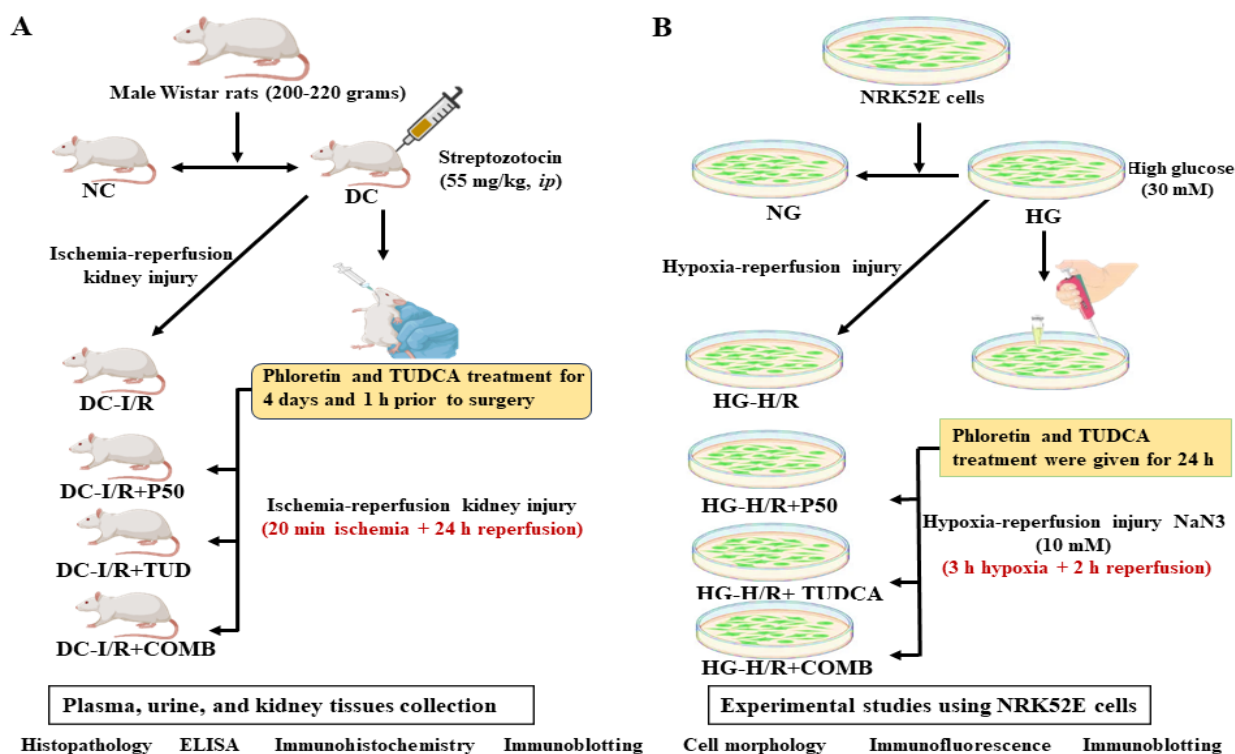 A
Male Wistar rats (200-220 grams)
NC
DC
Streptozotocin
(55 mg/kg, ip)
Ischemia-reperfusion
kidney injury
DC-I/R
Phloretin and TUDCA treatment for
4 days and 1 h prior to surgery
DC-I/R+P50
Ischemia-reperfusion kidney injury
(20 min ischemia + 24 h reperfusion)
DC-I/R+TUD
DC-I/R+COMB
Plasma, urine, and kidney tissues collection
Histopathology ELISA Immunohistochemistry Immunoblotting
B
NRK52E cells
NG
HG
High glucose
(30 mM)
Hypoxia-reperfusion injury
HG-H/R
Phloretin and TUDCA
treatment were given for 24 h
HG-H/R+P50
Hypoxia-reperfusion injury NaN3
(10 mM)
(3 h hypoxia + 2 h reperfusion)
HG-H/R+ TUDCA
HG-H/R+COMB
Experimental studies using NRK52E cells
Cell morphology Immunofluorescence Immunoblotting